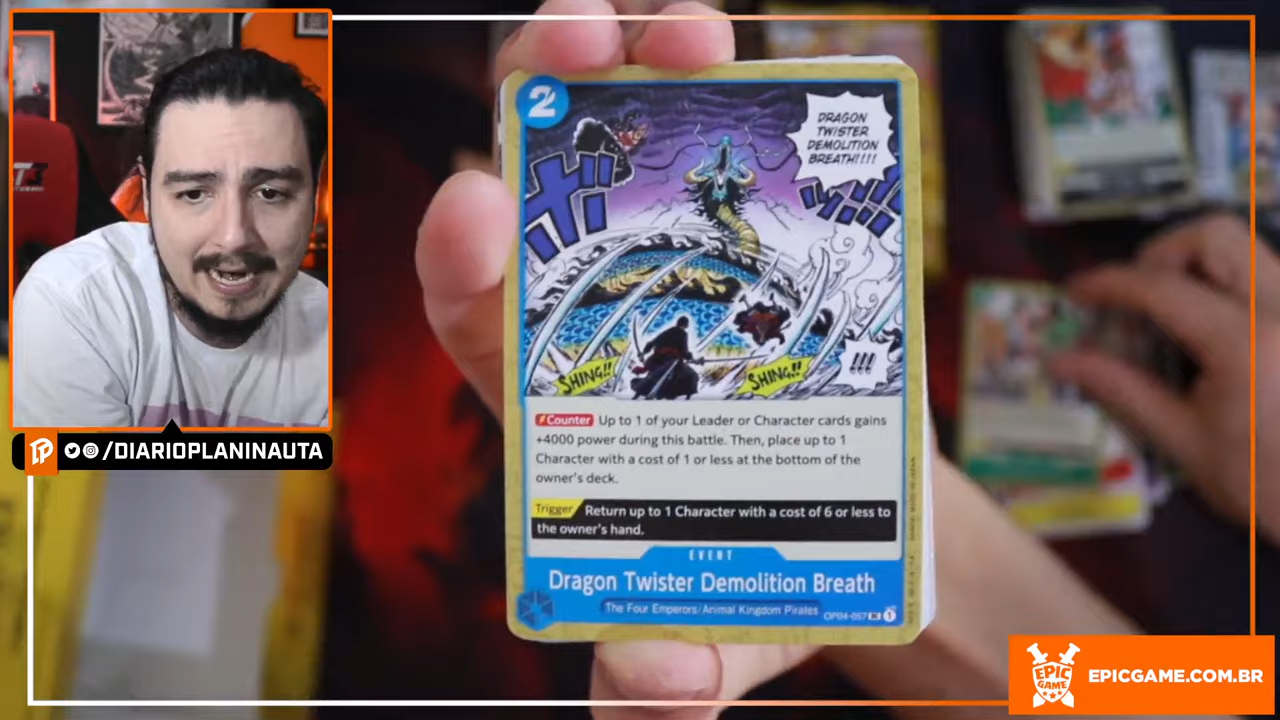 2
DRAGON
TWISTER
DEMOLITION
BREATH!!!!
SHING!!
SHING!!
!!!
Counter Up to 1 of your Leader or Character cards gains
+4000 power during this battle. Then, place up to 1
Character with a cost of 1 or less at the bottom of the
owner's deck.
Trigger Return up to 1 Character with a cost of 6 or less to
the owner's hand.
EVENT
Dragon Twister Demolition Breath
The Four Emperors/Animal Kingdom Pirates
OP04-057 UC 1
/DIARIOPLANINAUTA
EPIC
GAME
EPICGAME.COM.BR